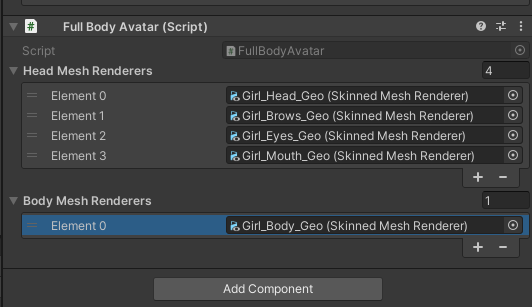 Full Body Avatar (Script)
Script FullBodyAvatar
Head Mesh Renderers 4
Element 0 Girl_Head_Geo (Skinned Mesh Renderer)
Element 1 Girl_Brows_Geo (Skinned Mesh Renderer)
Element 2 Girl_Eyes_Geo (Skinned Mesh Renderer)
Element 3 Girl_Mouth_Geo (Skinned Mesh Renderer)
+ −
Body Mesh Renderers 1
Element 0 Girl_Body_Geo (Skinned Mesh Renderer)
+ −
Add Component